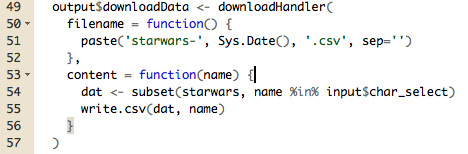 49 output$downloadData <- downloadHandler(
50 filename = function() {
51 paste('starwars-', Sys.Date(), '.csv', sep='')
52 },
53 content = function(name) {
54 dat <- subset(starwars, name %in% input$char_select)
55 write.csv(dat, name)
56 }
57 )